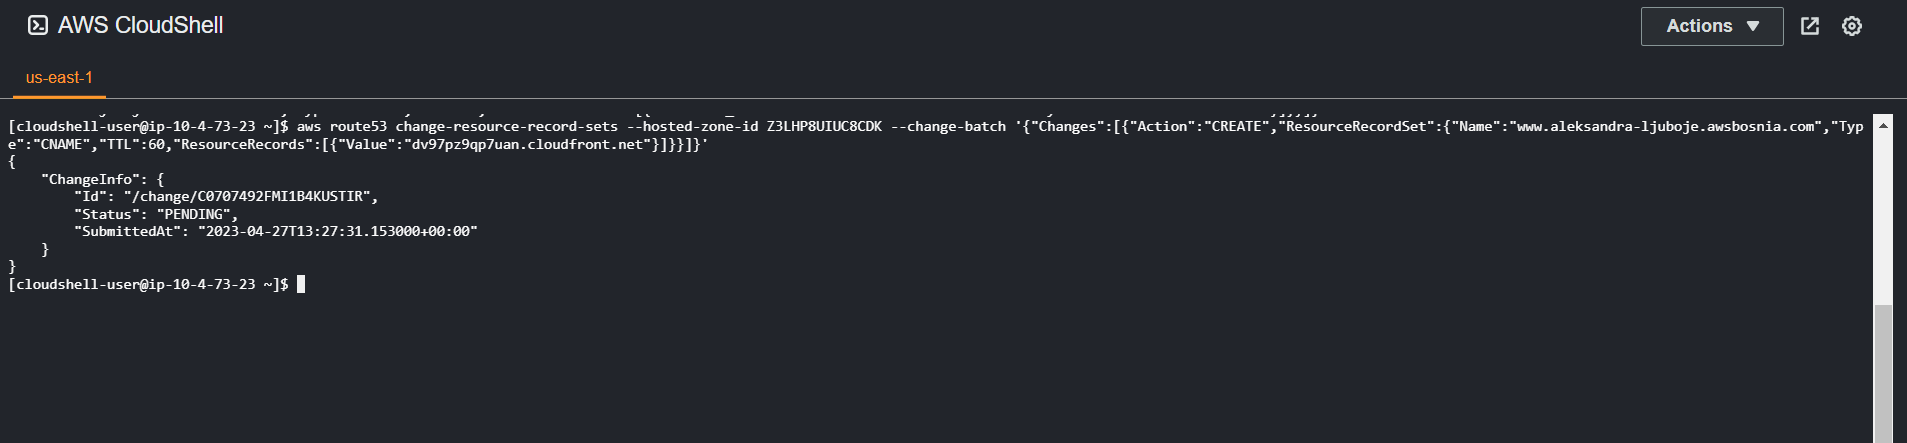 AWS CloudShell
Actions
us-east-1
[cloudshell-user@ip-10-4-73-23 ~]$ aws route53 change-resource-record-sets --hosted-zone-id Z3LHP8UIUC8CDK --change-batch '{"Changes":[{"Action":"CREATE","ResourceRecordSet":{"Name":"www.aleksandra-ljuboje.awsbosnia.com","Typ
e":"CNAME","TTL":60,"ResourceRecords":[{"Value":"dv97pz9qp7uan.cloudfront.net"}]}}]}'
{
    "ChangeInfo": {
        "Id": "/change/C0707492FMI1B4KUSTIR",
        "Status": "PENDING",
        "SubmittedAt": "2023-04-27T13:27:31.153000+00:00"
    }
}
[cloudshell-user@ip-10-4-73-23 ~]$